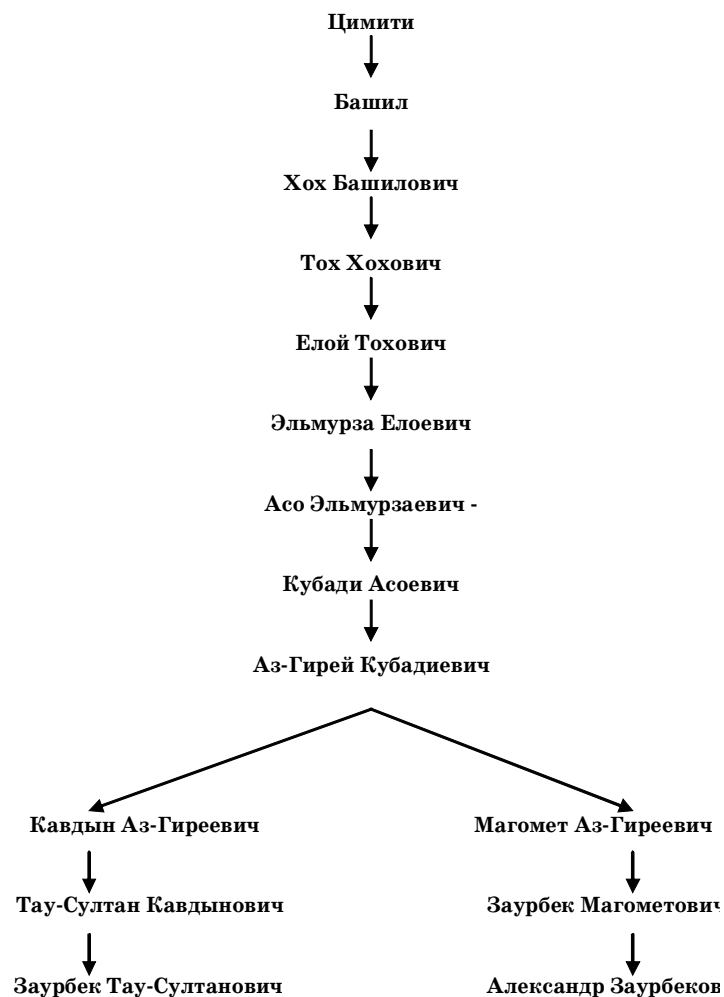 Цимити
Башил
Хох Башилович
Тох Хохович
Елой Тохович
Эльмурза Елоевич
Асо Эльмурзаевич -
Кубади Асоевич
Аз-Гирей Кубадиевич
Кавдын Аз-Гиреевич Магомет Аз-Гиреевич
Тау-Султан Кавдынович Заурбек Магометович
Заурбек Тау-Султанович Александр Заурбеков